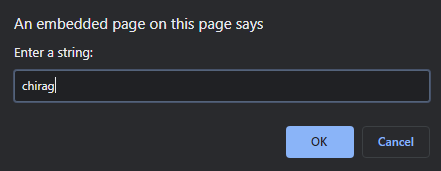 An embedded page on this page says
Enter a string:
chirag
OK Cancel